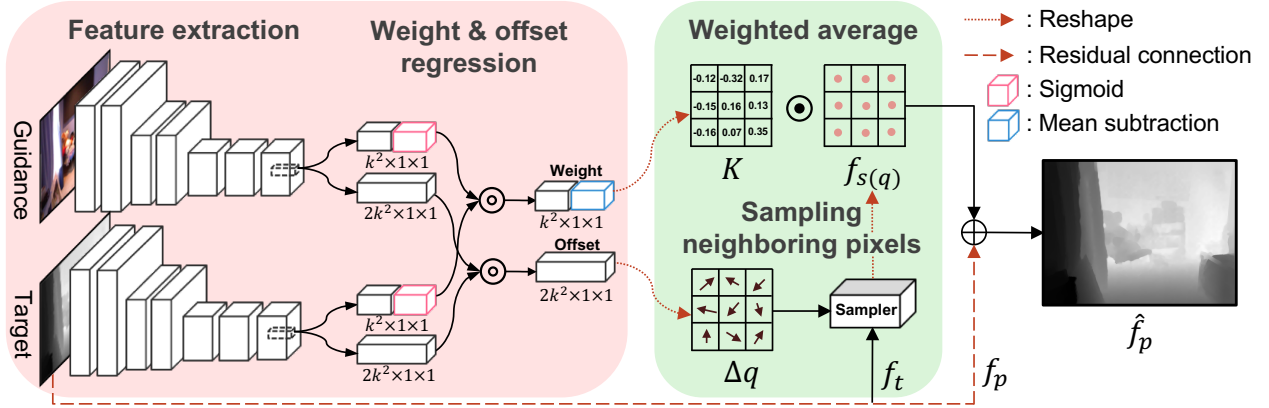 Feature extraction
Weight & offset
regression
Weighted average
: Reshape
: Residual connection
: Sigmoid
: Mean subtraction
Guidance
Target
k²×1×1
2k²×1×1
k²×1×1
2k²×1×1
Weight
k²×1×1
Offset
2k²×1×1
-0.12 -0.32 0.17
-0.15 0.16 0.13
-0.16 0.07 0.35
K
f_{s(q)}
Sampling
neighboring pixels
Sampler
Δq
f_t
f_p
f̂_p